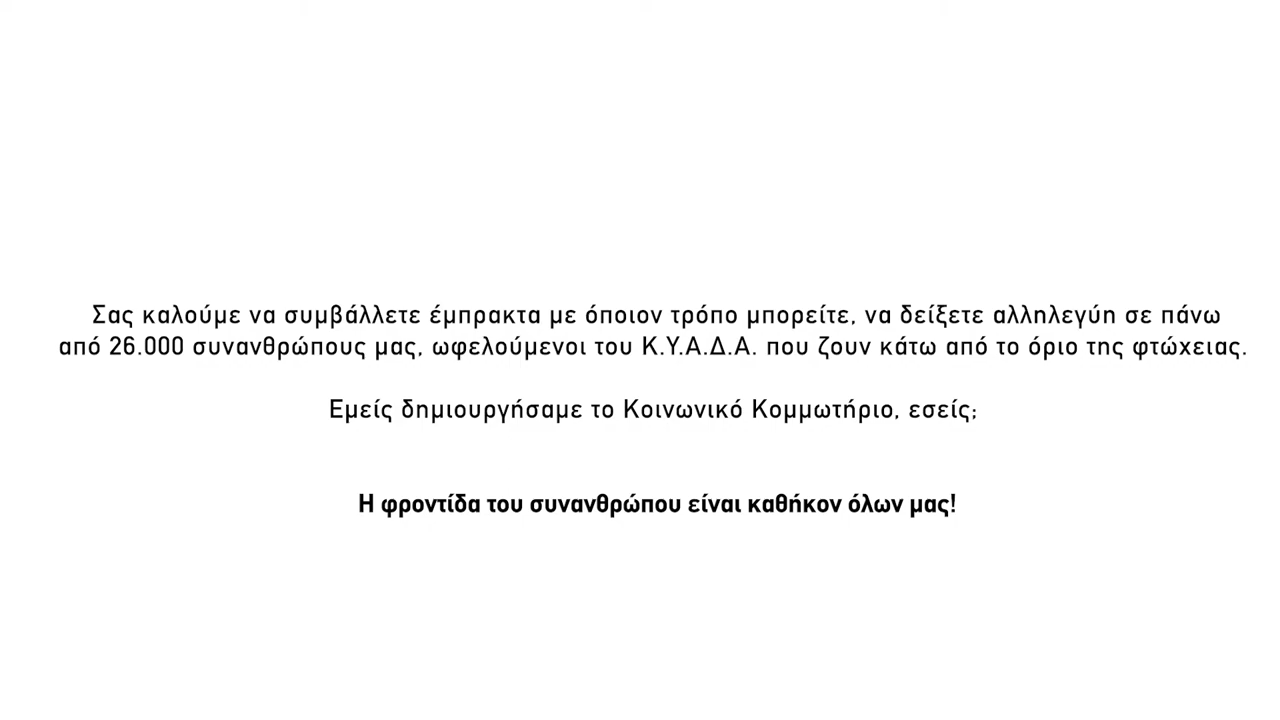 Σας καλούμε να συμβάλλετε έμπρακτα με όποιον τρόπο μπορείτε, να δείξετε αλληλεγύη σε πάνω
από 26.000 συνανθρώπους μας, ωφελούμενοι του Κ.Υ.Α.Δ.Α. που ζουν κάτω από το όριο της φτώχειας.
Εμείς δημιουργήσαμε το Κοινωνικό Κομμωτήριο, εσείς;
Η φροντίδα του συνανθρώπου είναι καθήκον όλων μας!